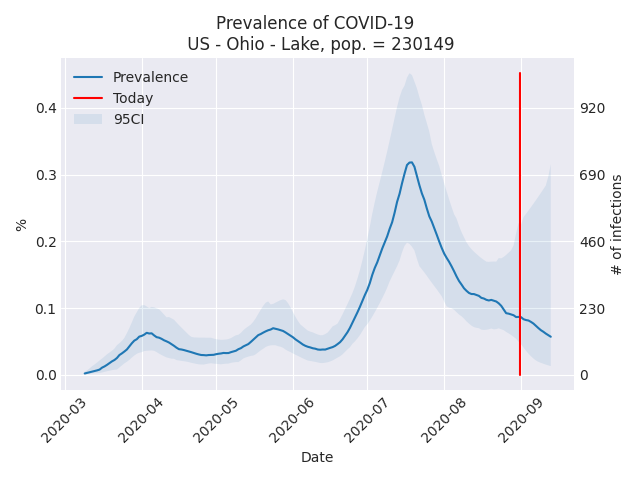 Prevalence of COVID-19
US - Ohio - Lake, pop. = 230149
Prevalence
Today
95CI
0.4
0.3
0.2
0.1
0.0
%
920
690
460
230
0
# of infections
2020-03
2020-04
2020-05
2020-06
2020-07
2020-08
2020-09
Date